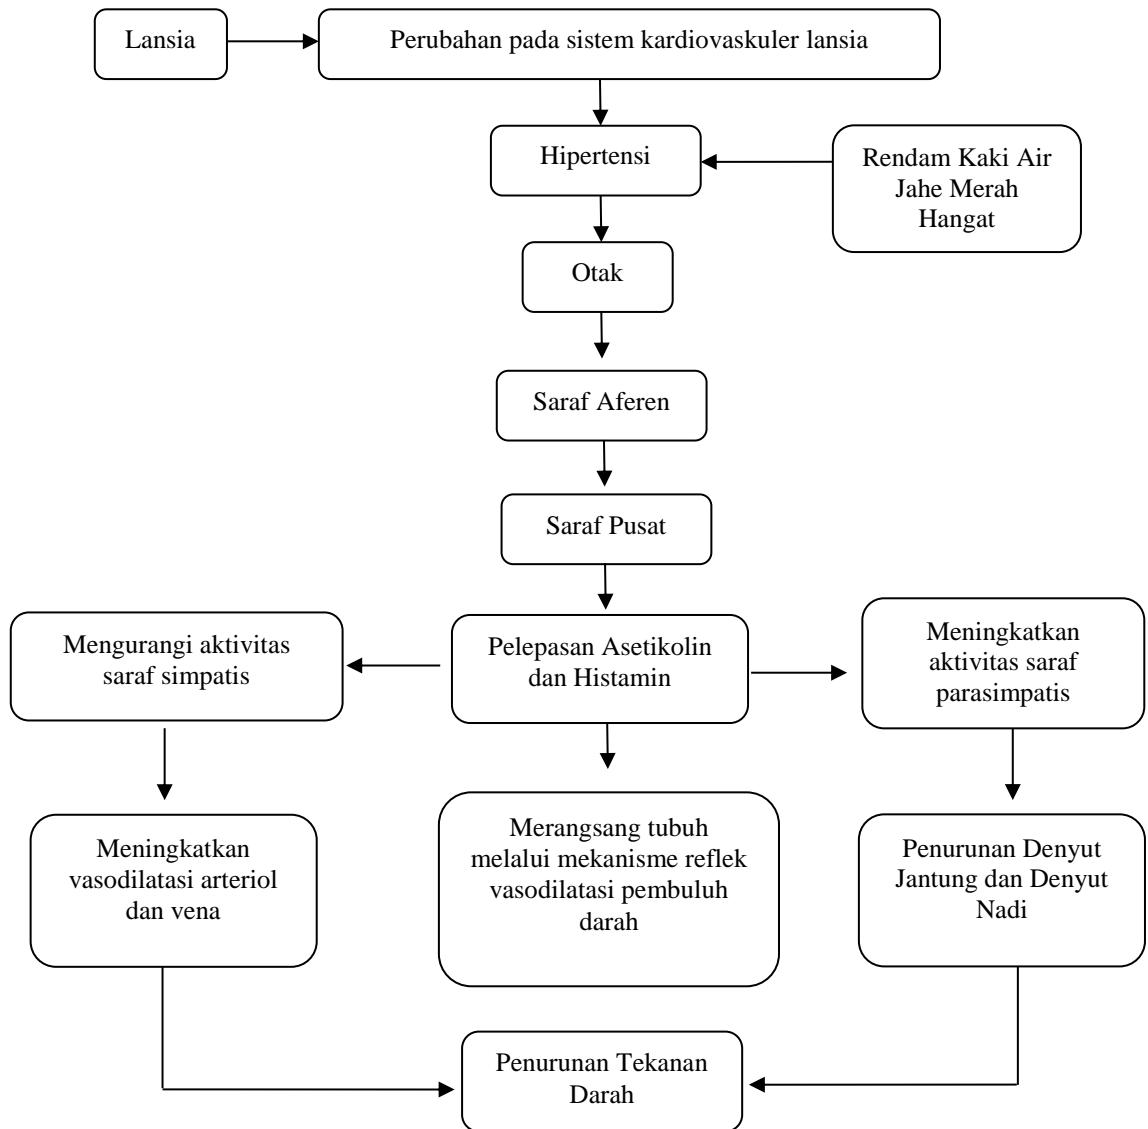 Lansia
Perubahan pada sistem kardiovaskuler lansia
Hipertensi
Rendam Kaki Air
Jahe Merah
Hangat
Otak
Saraf Aferen
Saraf Pusat
Mengurangi aktivitas
saraf simpatis
Pelepasan Asetikolin
dan Histamin
Meningkatkan
aktivitas saraf
parasimpatis
Meningkatkan
vasodilatasi arteriol
dan vena
Merangsang tubuh
melalui mekanisme reflek
vasodilatasi pembuluh
darah
Penurunan Denyut
Jantung dan Denyut
Nadi
Penurunan Tekanan
Darah